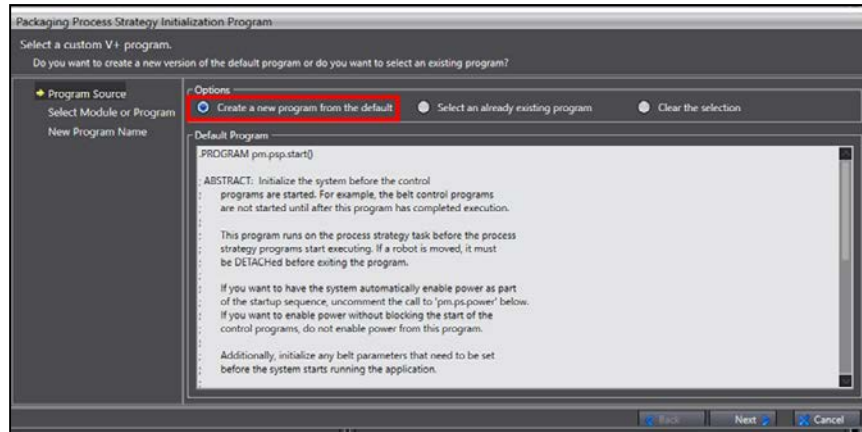 Packaging Process Strategy Initialization Program
Select a custom V+ program.
Do you want to create a new version of the default program or do you want to select an existing program?
Program Source
Select Module or Program
New Program Name
Options
Create a new program from the default
Select an already existing program
Clear the selection
Default Program
.PROGRAM pm.psp.start()
; ABSTRACT: Initialize the system before the control
; programs are started. For example, the belt control programs
; are not started until after this program has completed execution.
;
; This program runs on the process strategy task before the process
; strategy programs start executing. If a robot is moved, it must
; be DETACHed before exiting the program.
;
; If you want to have the system automatically enable power as part
; of the startup sequence, uncomment the call to 'pm.ps.power' below.
; If you want to enable power without blocking the start of the
; control programs, do not enable power from this program.
;
; Additionally, initialize any belt parameters that need to be set
; before the system starts running the application.
;
Back
Next
Cancel